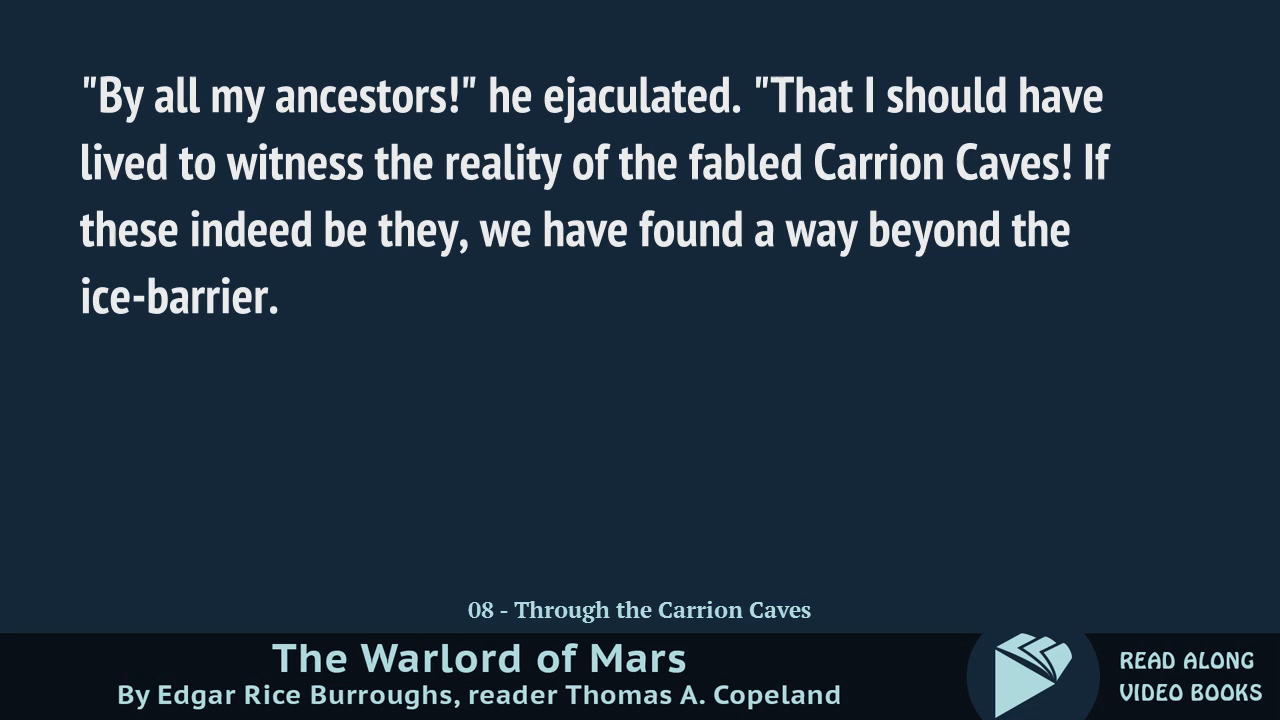 "By all my ancestors!" he ejaculated. "That I should have
lived to witness the reality of the fabled Carrion Caves! If
these indeed be they, we have found a way beyond the
ice-barrier.
08 - Through the Carrion Caves
The Warlord of Mars
By Edgar Rice Burroughs, reader Thomas A. Copeland
READ ALONG
VIDEO BOOKS